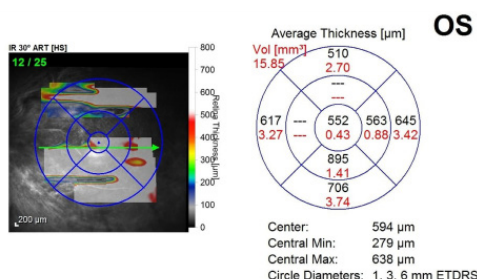 OS
IR 30° ART [HS]
12 / 25
200 µm
800
700
600
500
400
300
200
100
0
Retina Thickness [µm]
Average Thickness [µm]
Vol [mm³]
15.85
510
2.70
---
---
617
3.27
---
---
552
0.43
563
0.88
645
3.42
895
1.41
706
3.74
Center: 594 µm
Central Min: 279 µm
Central Max: 638 µm
Circle Diameters: 1, 3, 6 mm ETDRS